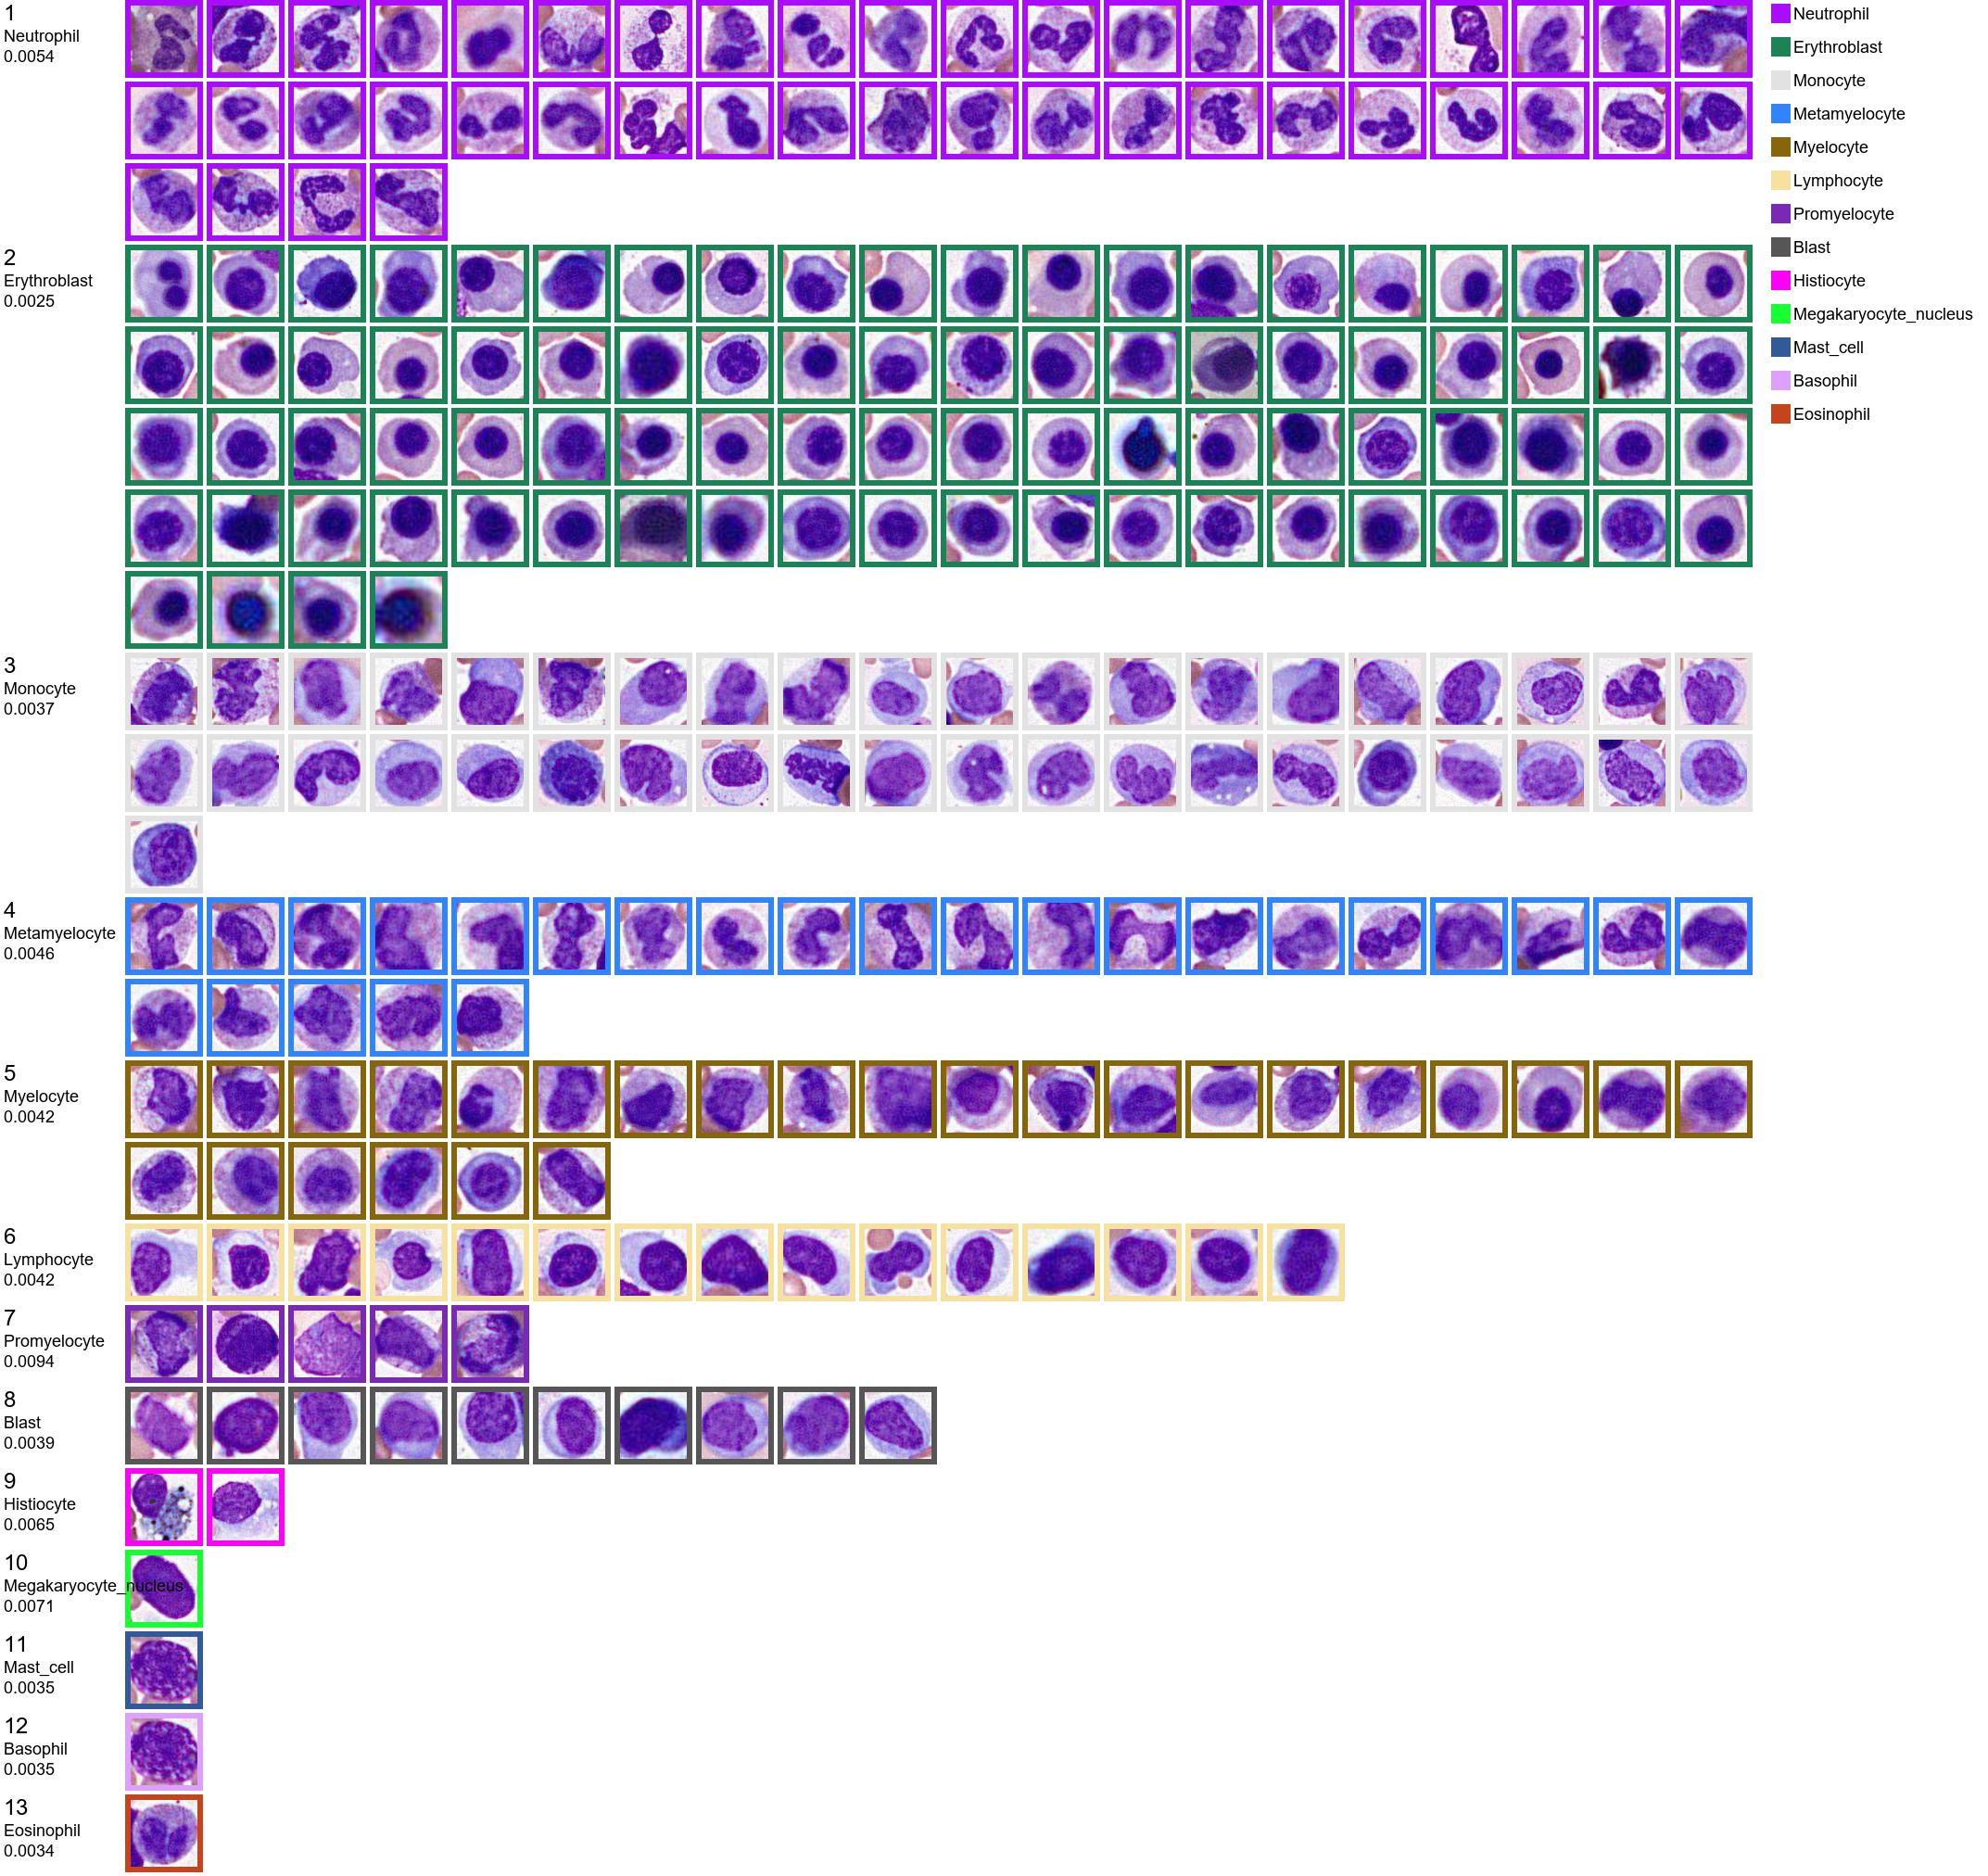 1
Neutrophil
0.0054
2
Erythroblast
0.0025
3
Monocyte
0.0037
4
Metamyelocyte
0.0046
5
Myelocyte
0.0042
6
Lymphocyte
0.0042
7
Promyelocyte
0.0094
8
Blast
0.0039
9
Histiocyte
0.0065
10
Megakaryocyte_nucleus
0.0071
11
Mast_cell
0.0035
12
Basophil
0.0035
13
Eosinophil
0.0034
Neutrophil
Erythroblast
Monocyte
Metamyelocyte
Myelocyte
Lymphocyte
Promyelocyte
Blast
Histiocyte
Megakaryocyte_nucleus
Mast_cell
Basophil
Eosinophil